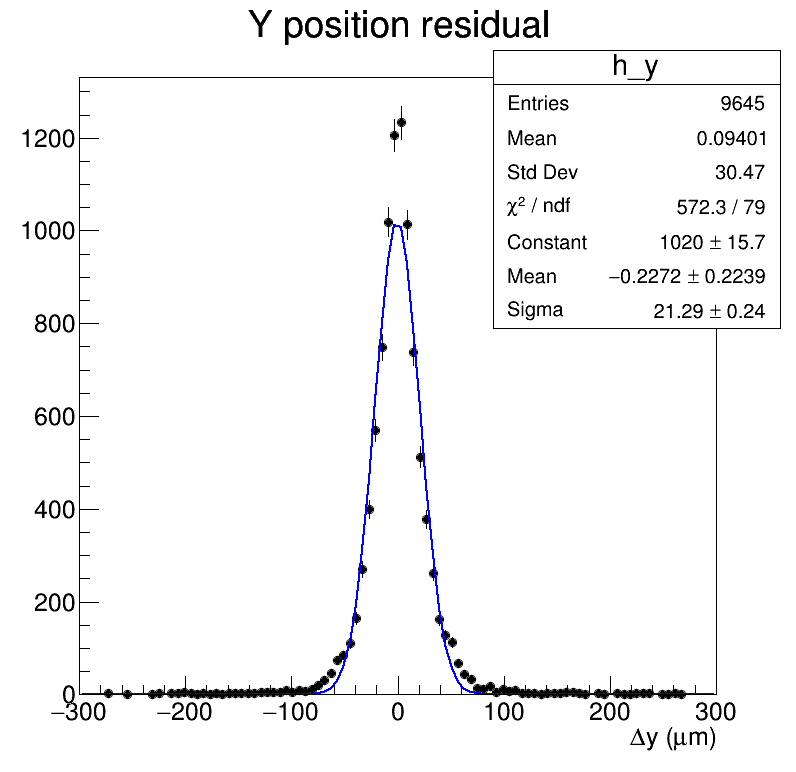 Y position residual
h_y
Entries 9645
Mean 0.09401
Std Dev 30.47
χ² / ndf 572.3 / 79
Constant 1020 ± 15.7
Mean −0.2272 ± 0.2239
Sigma 21.29 ± 0.24
1200
1000
800
600
400
200
0
−300 −200 −100 0 100 200 300
Δy (μm)